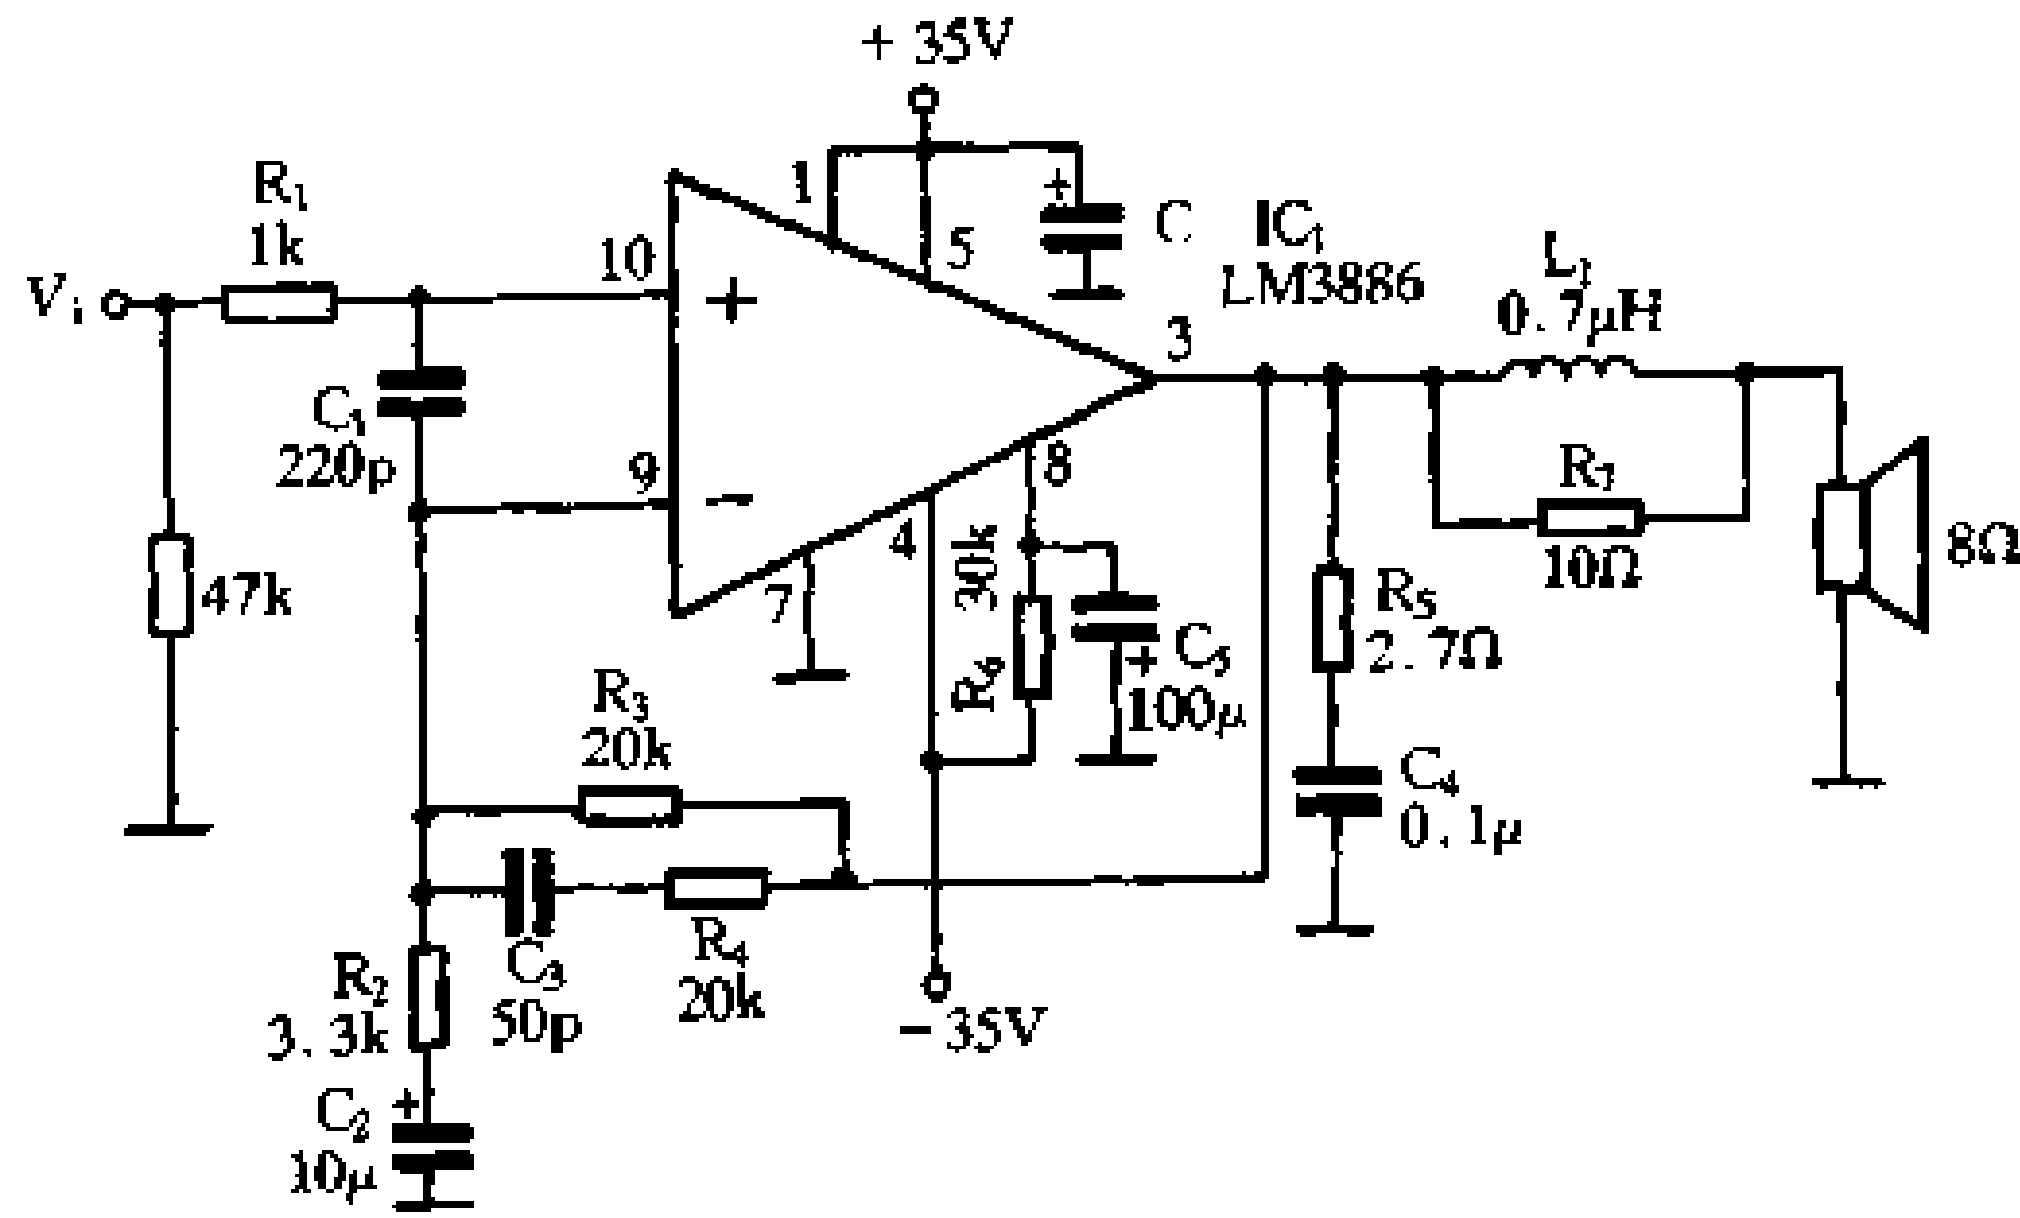 + 35V
R₁
1k
1
C
IC₁
LM3886
5
10
Vᵢ
+
+
3
L₁
0.7μH
C₁
220p
9
−
8
R₇
10Ω
8Ω
4
30k
R₆
47k
7
+
C₅
100μ
R₅
2.7Ω
R₃
20k
C₄
0.1μ
R₂
3.3k
C₃
50p
R₄
20k
−35V
C₂
+
10μ